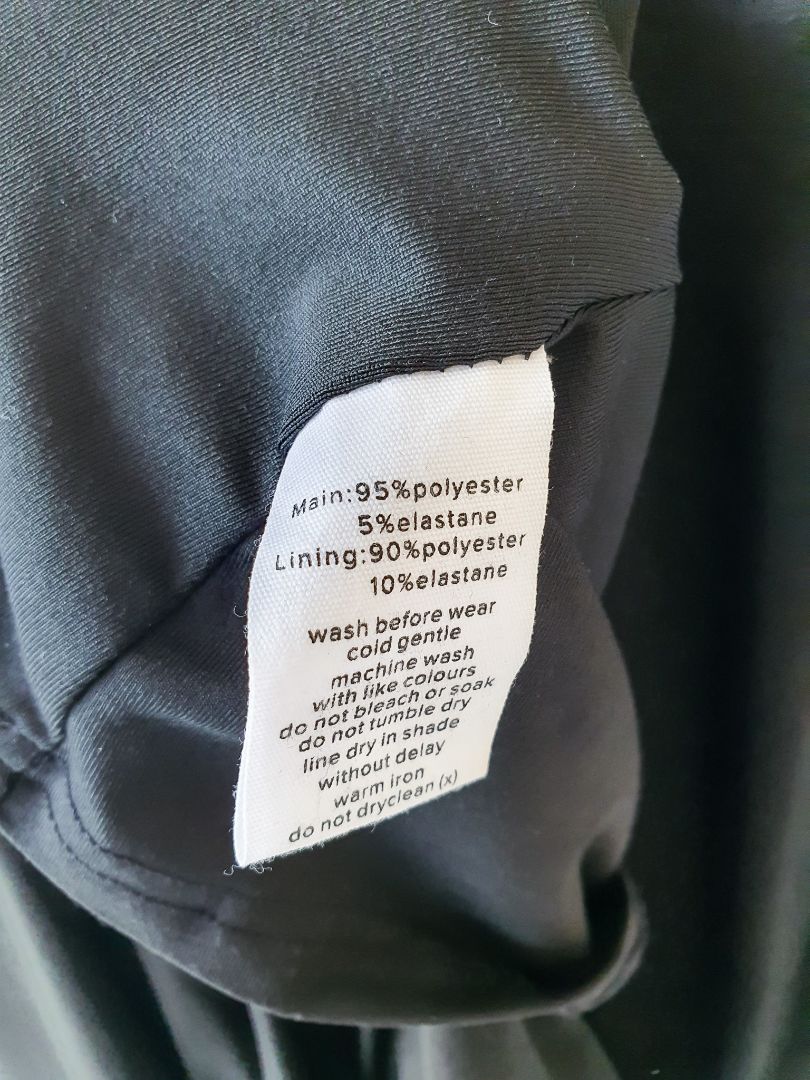 Main:95%polyester
5%elastane
Lining:90%polyester
10%elastane
wash before wear
cold gentle
machine wash
with like colours
do not bleach or soak
do not tumble dry
line dry in shade
without delay
warm iron
do not dryclean (x)